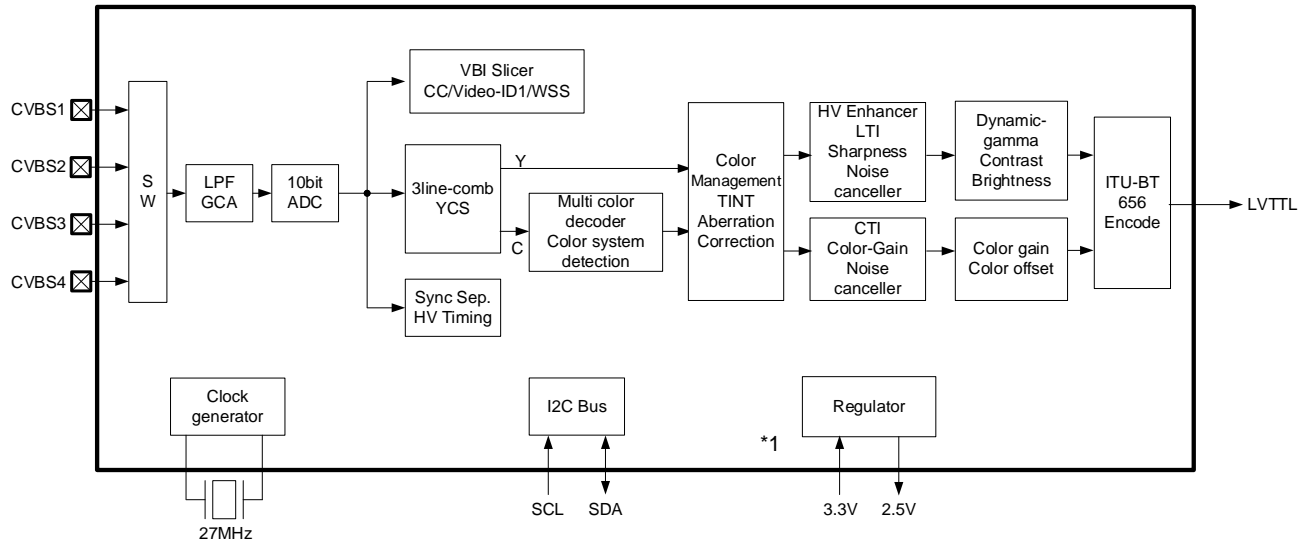 CVBS1
CVBS2
CVBS3
CVBS4
S
W
LPF
GCA
10bit
ADC
VBI Slicer
CC/Video-ID1/WSS
3line-comb
YCS
Y
C
Multi color
decoder
Color system
detection
Sync Sep.
HV Timing
Color
Management
TINT
Aberration
Correction
HV Enhancer
LTI
Sharpness
Noise
canceller
CTI
Color-Gain
Noise
canceller
Dynamic-
gamma
Contrast
Brightness
Color gain
Color offset
ITU-BT
656
Encode
LVTTL
Clock
generator
27MHz
I2C Bus
SCL
SDA
*1
Regulator
3.3V
2.5V